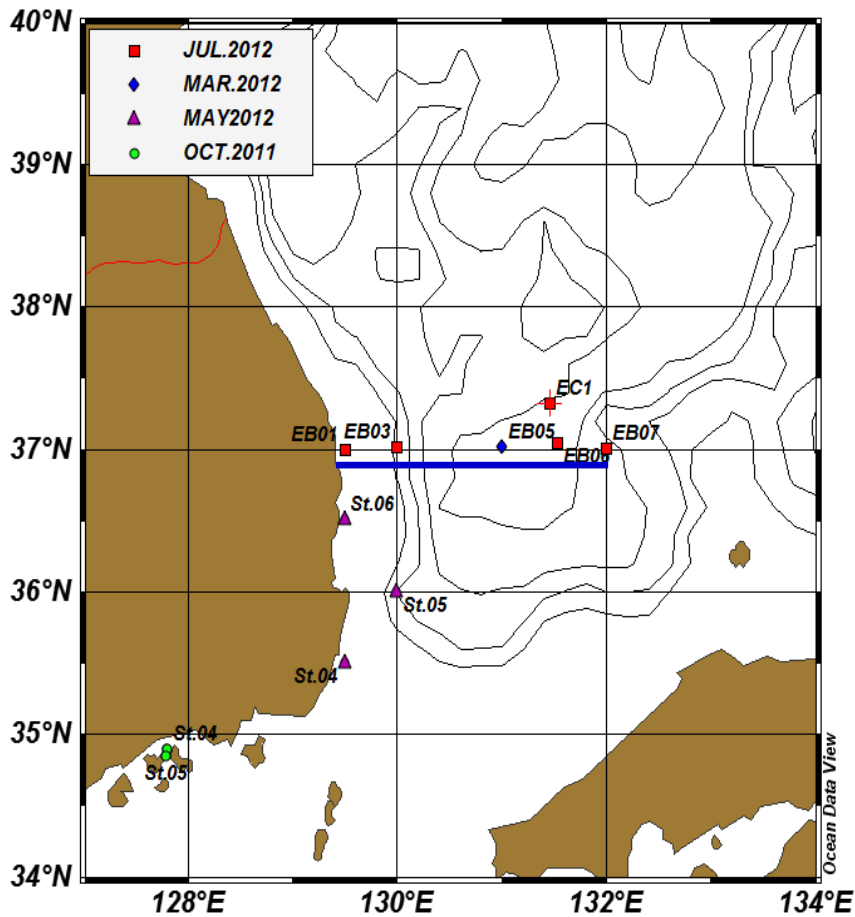 40°N
JUL.2012
MAR.2012
MAY2012
OCT.2011
39°N
38°N
EC1
EB01
EB03
EB05
EB07
37°N
EB06
St.06
36°N
St.05
St.04
35°N
St.04
St.05
34°N
128°E
130°E
132°E
134°E
Ocean Data View